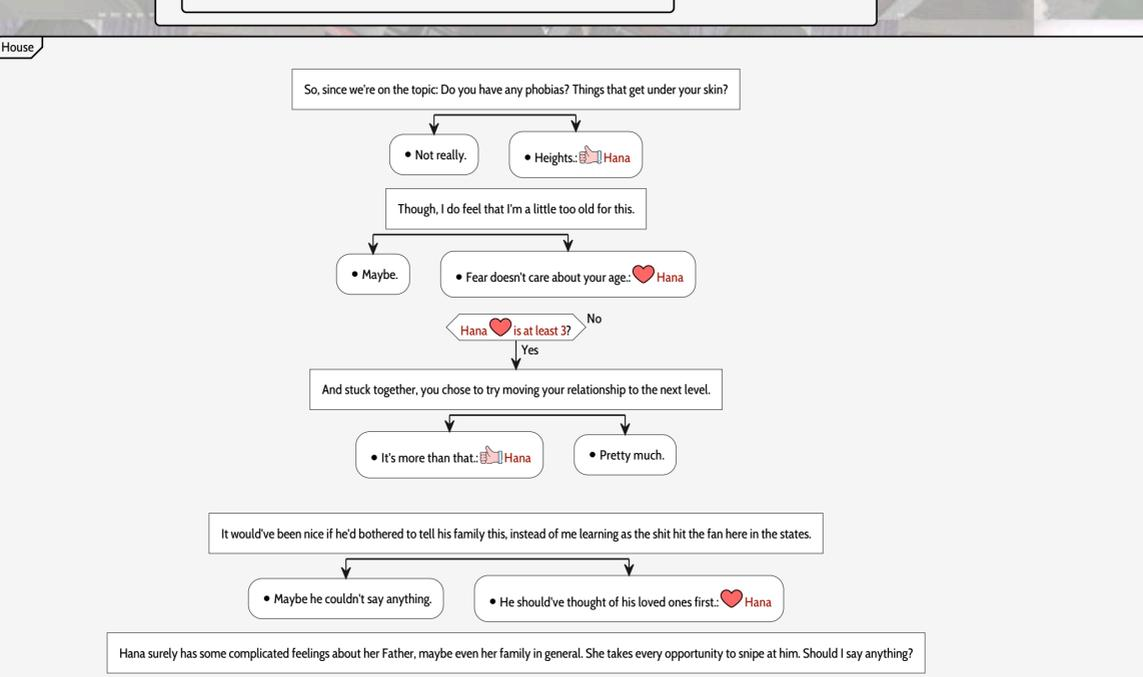 House
So, since we're on the topic: Do you have any phobias? Things that get under your skin?
• Not really.
• Heights.: Hana
Though, I do feel that I'm a little too old for this.
• Maybe.
• Fear doesn't care about your age.: Hana
Hana is at least 3?
No
Yes
And stuck together, you chose to try moving your relationship to the next level.
• It's more than that.: Hana
• Pretty much.
It would've been nice if he'd bothered to tell his family this, instead of me learning as the shit hit the fan here in the states.
• Maybe he couldn't say anything.
• He should've thought of his loved ones first.: Hana
Hana surely has some complicated feelings about her Father, maybe even her family in general. She takes every opportunity to snipe at him. Should I say anything?